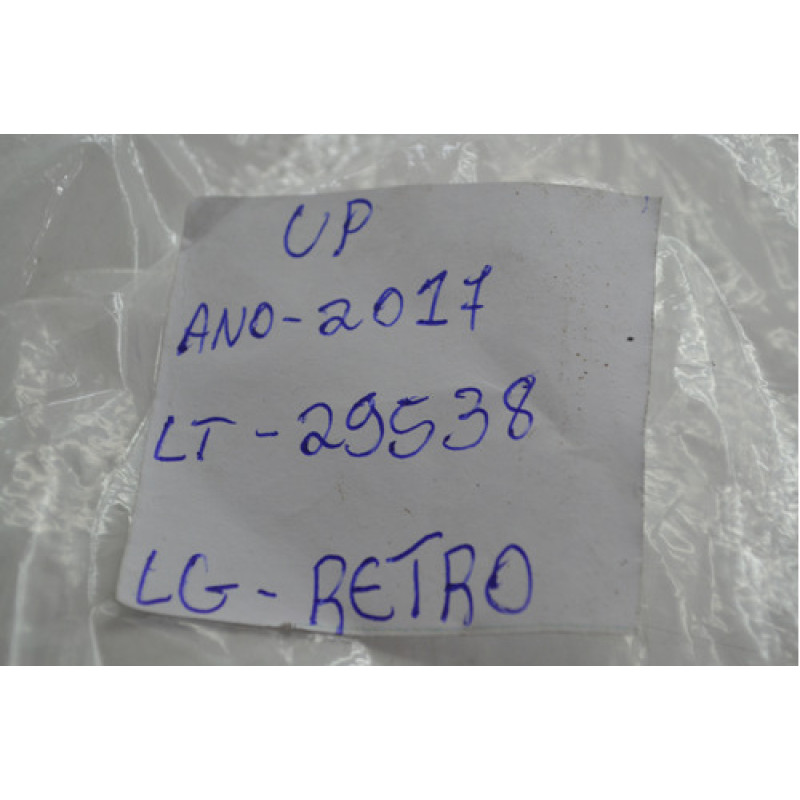 UP
ANO-2017
LT-29538
LG-RETRO